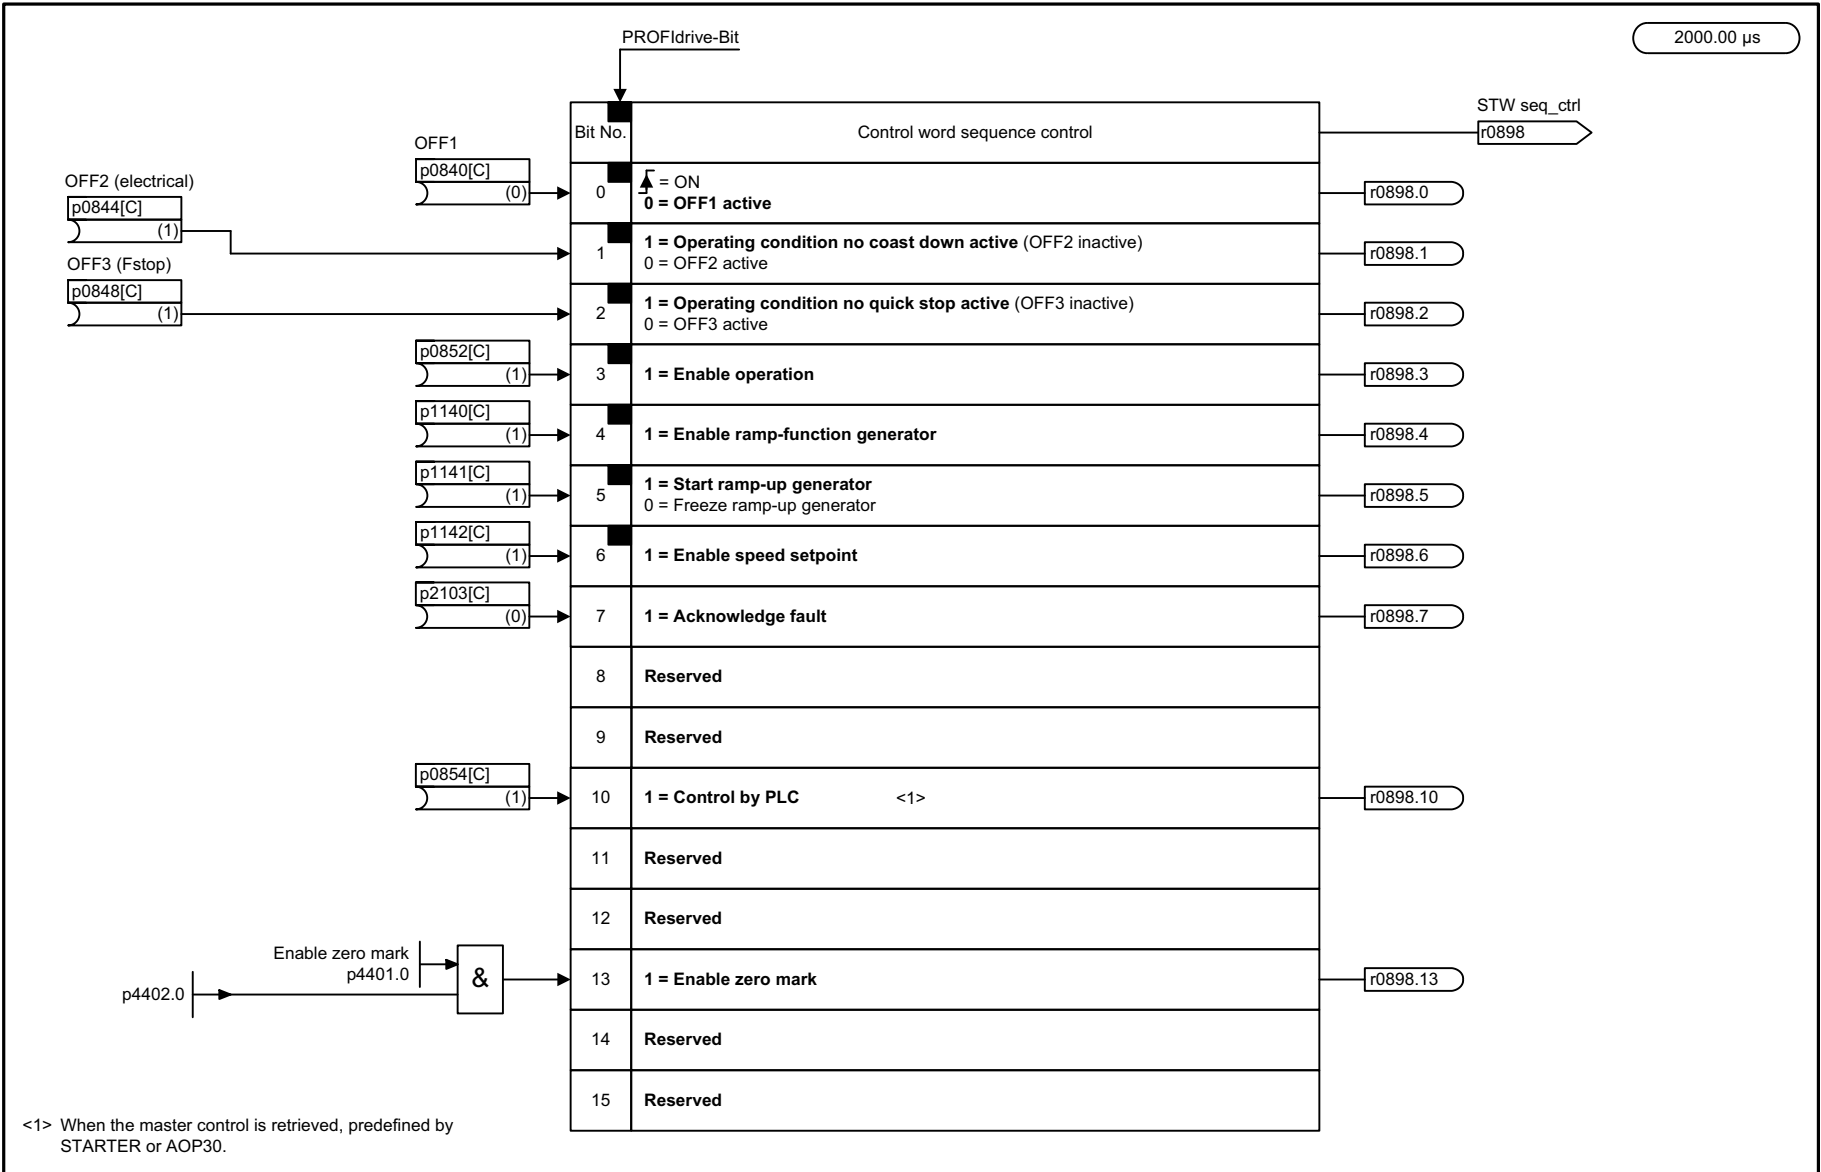 PROFIdrive-Bit
2000.00 µs
Bit No.
Control word sequence control
STW seq_ctrl
r0898
OFF1
p0840[C]
(0)
0
= ON
0 = OFF1 active
r0898.0
OFF2 (electrical)
p0844[C]
(1)
1
1 = Operating condition no coast down active (OFF2 inactive)
0 = OFF2 active
r0898.1
OFF3 (Fstop)
p0848[C]
(1)
2
1 = Operating condition no quick stop active (OFF3 inactive)
0 = OFF3 active
r0898.2
p0852[C]
(1)
3
1 = Enable operation
r0898.3
p1140[C]
(1)
4
1 = Enable ramp-function generator
r0898.4
p1141[C]
(1)
5
1 = Start ramp-up generator
0 = Freeze ramp-up generator
r0898.5
p1142[C]
(1)
6
1 = Enable speed setpoint
r0898.6
p2103[C]
(0)
7
1 = Acknowledge fault
r0898.7
8
Reserved
9
Reserved
p0854[C]
(1)
10
1 = Control by PLC <1>
r0898.10
11
Reserved
12
Reserved
Enable zero mark
p4401.0
p4402.0
&
13
1 = Enable zero mark
r0898.13
14
Reserved
15
Reserved
<1> When the master control is retrieved, predefined by
STARTER or AOP30.